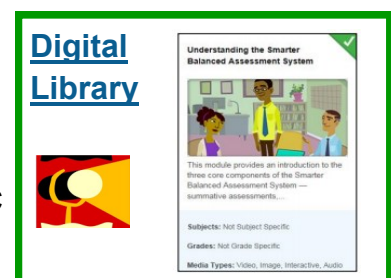 Digital
Library
Understanding the Smarter
Balanced Assessment System
This module provides an introduction to the
three core components of the Smarter
Balanced Assessment System —
summative assessments,...
Subjects: Not Subject Specific
Grades: Not Grade Specific
Media Types: Video, Image, Interactive, Audio